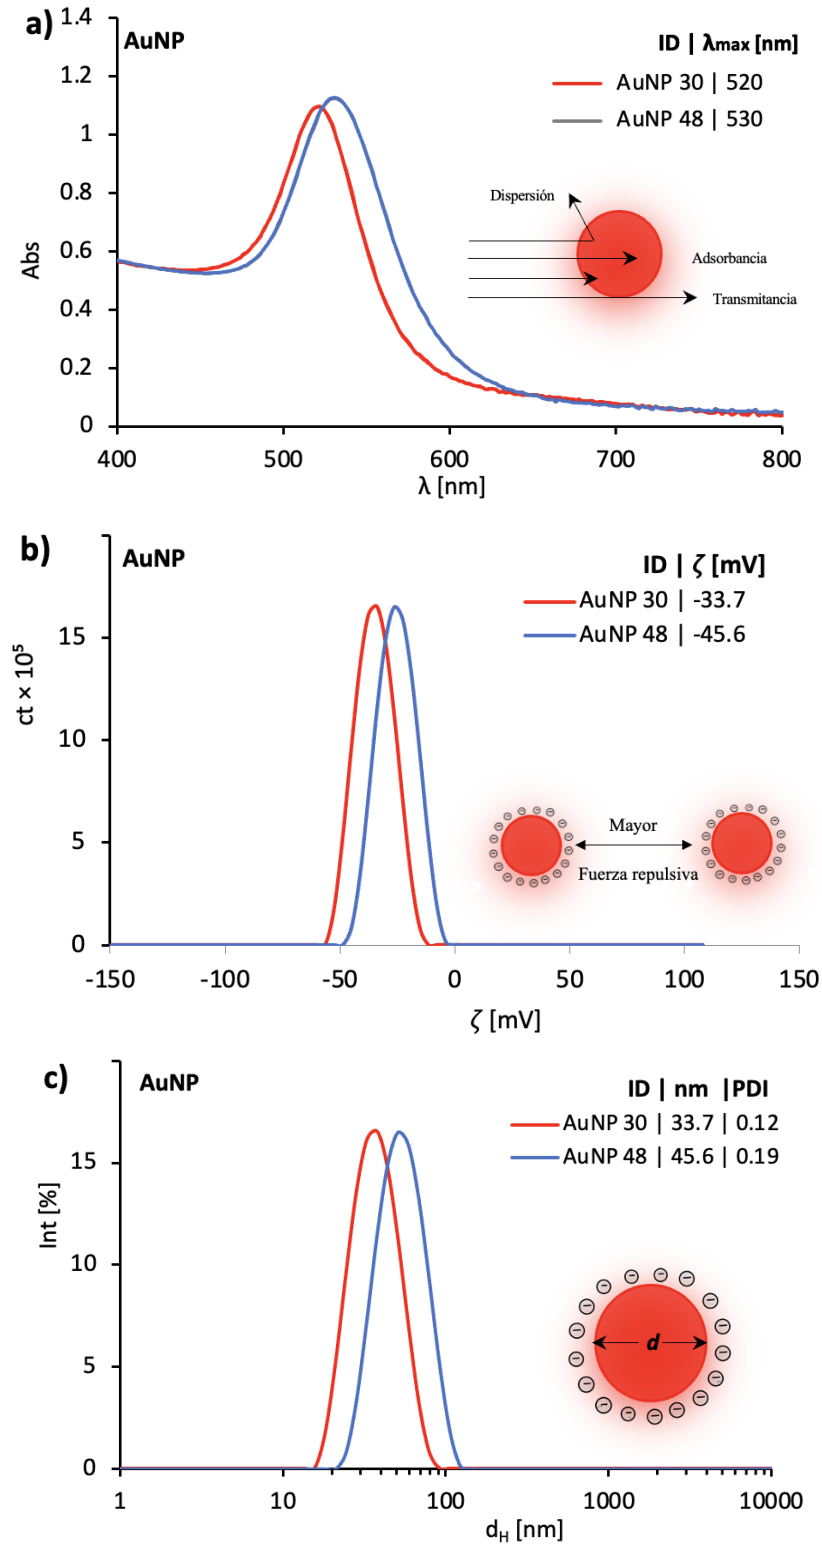 a)
AuNP
ID | λmax [nm]
AuNP 30 | 520
AuNP 48 | 530
Dispersión
Adsorbancia
Transmitancia
Abs
1.4
1.2
1
0.8
0.6
0.4
0.2
0
400 500 600 700 800
λ [nm]
b)
AuNP
ID | ζ [mV]
AuNP 30 | -33.7
AuNP 48 | -45.6
Mayor
Fuerza repulsiva
ct × 10⁵
15
10
5
0
-150 -100 -50 0 50 100 150
ζ [mV]
c)
AuNP
ID | nm |PDI
AuNP 30 | 33.7 | 0.12
AuNP 48 | 45.6 | 0.19
d
Int [%]
15
10
5
0
1 10 100 1000 10000
dH [nm]